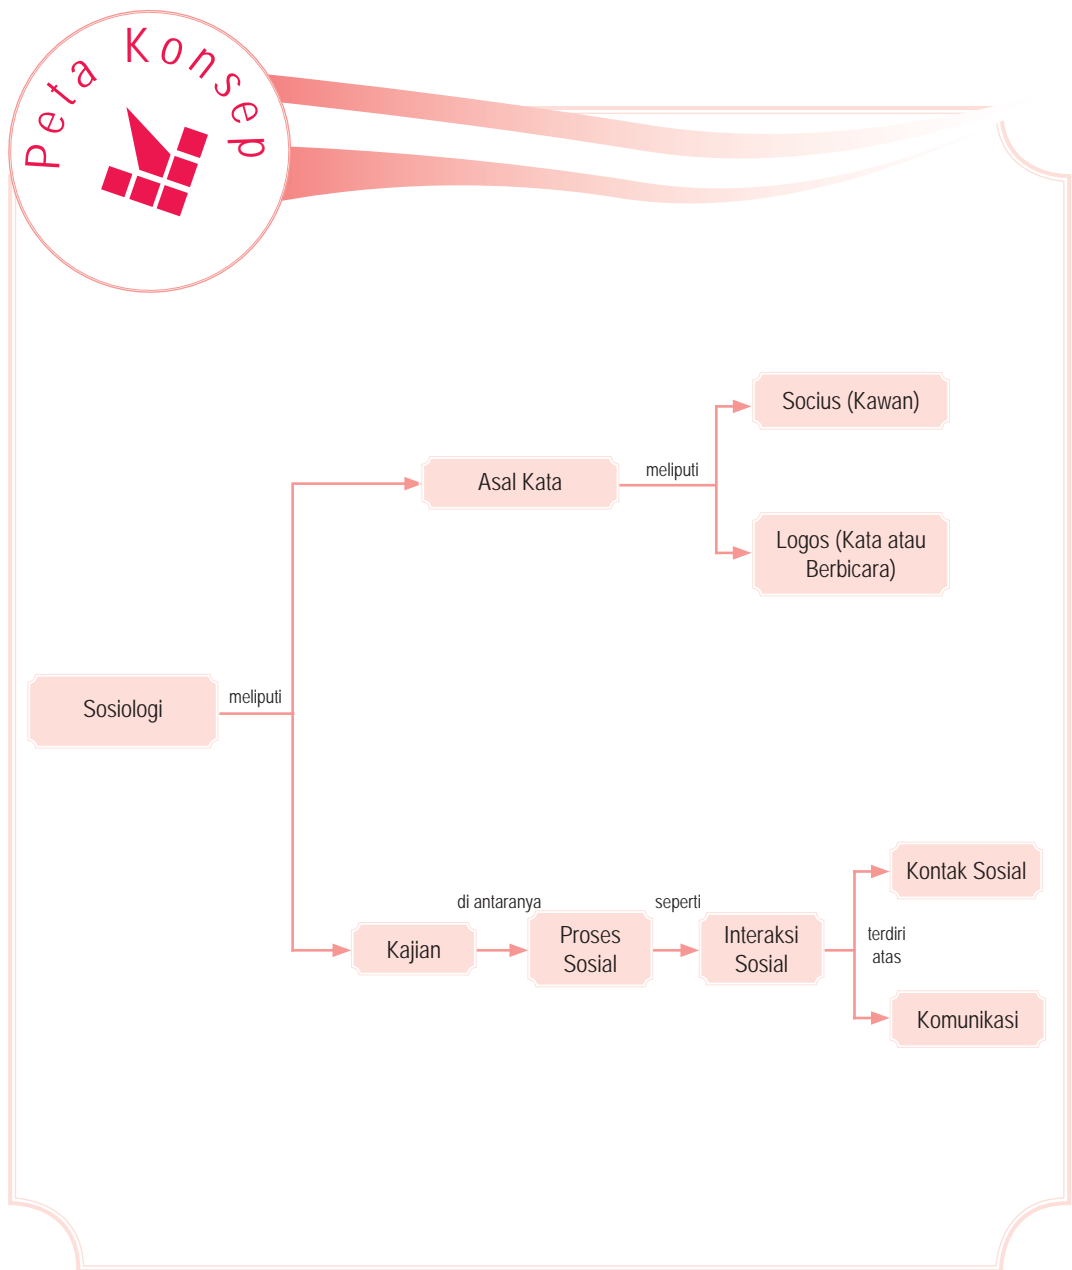 Peta Konsep
Socius (Kawan)
Asal Kata
meliputi
Logos (Kata atau
Berbicara)
Sosiologi
meliputi
Kontak Sosial
di antaranya
seperti
Kajian
Proses
Sosial
Interaksi
Sosial
terdiri
atas
Komunikasi